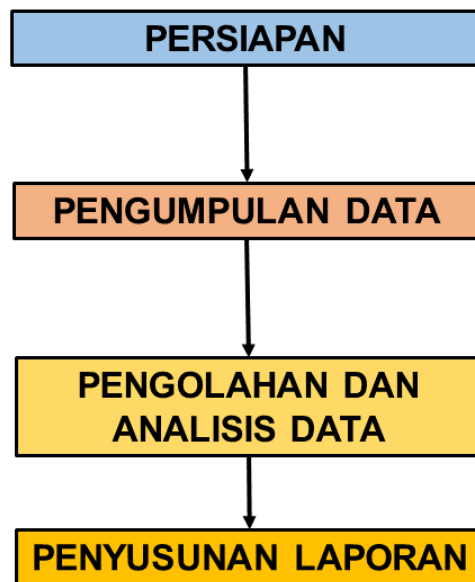 PERSIAPAN
PENGUMPULAN DATA
PENGOLAHAN DAN
ANALISIS DATA
PENYUSUNAN LAPORAN